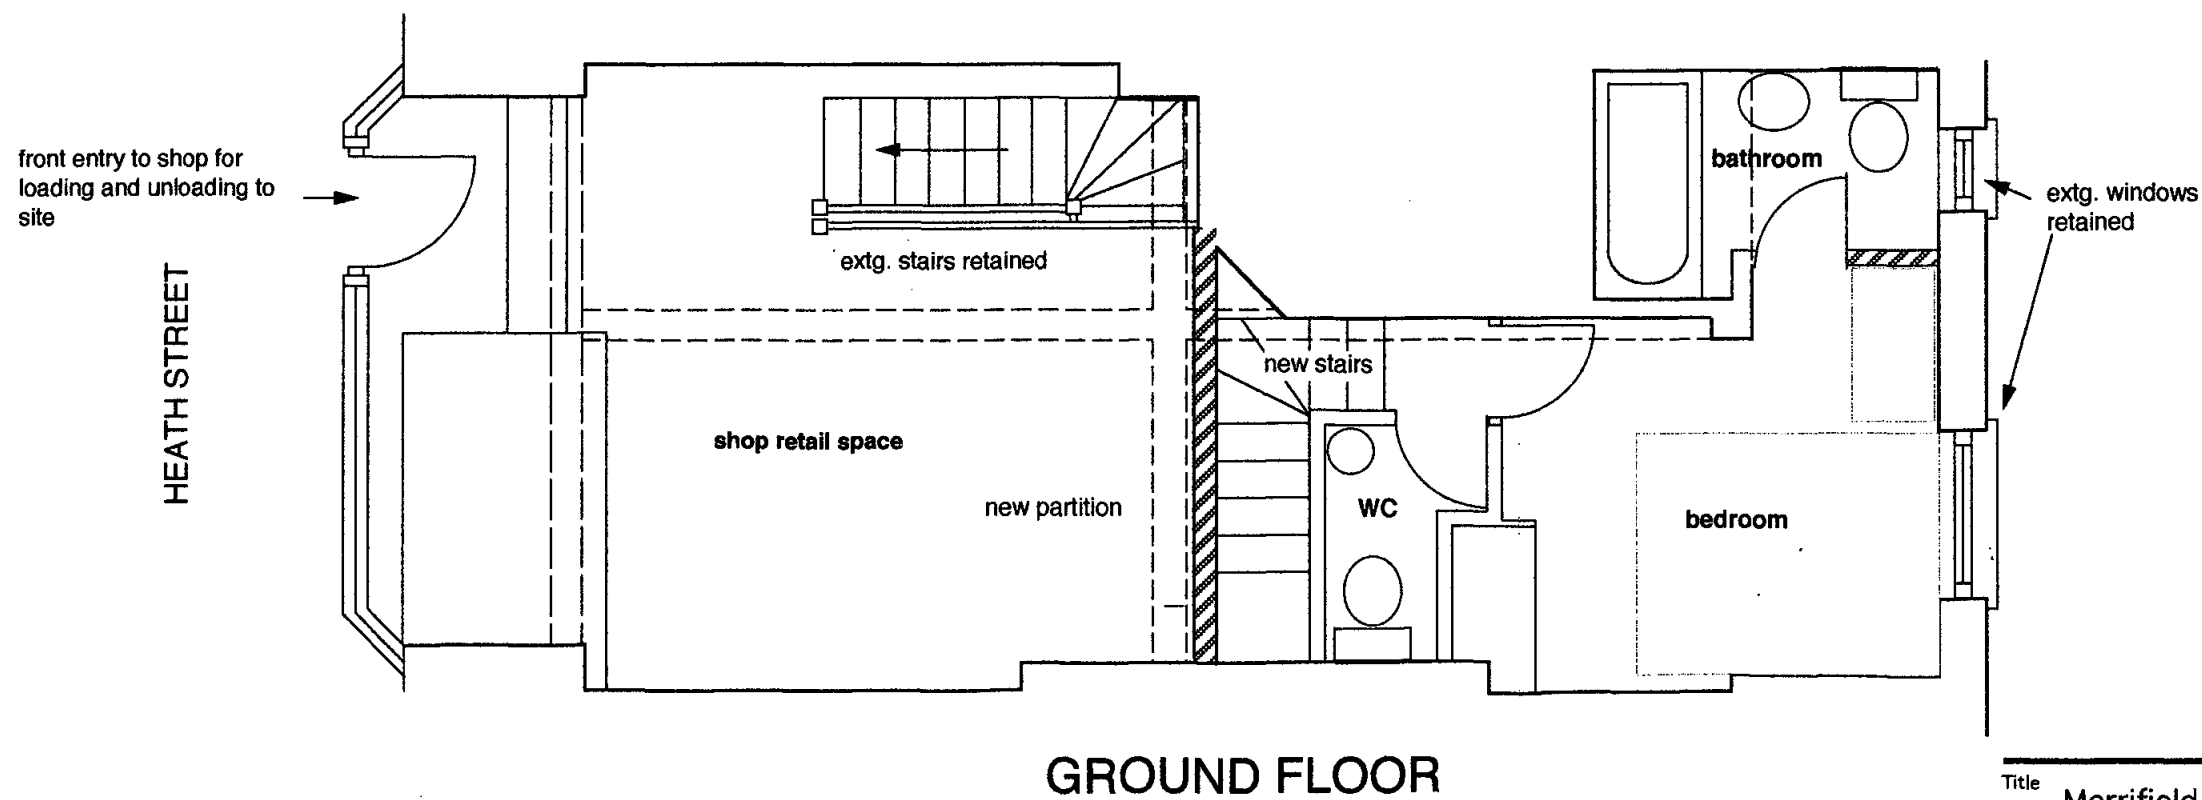 front entry to shop for
loading and unloading to
site
HEATH STREET
extg. stairs retained
shop retail space
new partition
new stairs
WC
bathroom
bedroom
extg. windows
retained
GROUND FLOOR
Title
Merrifield